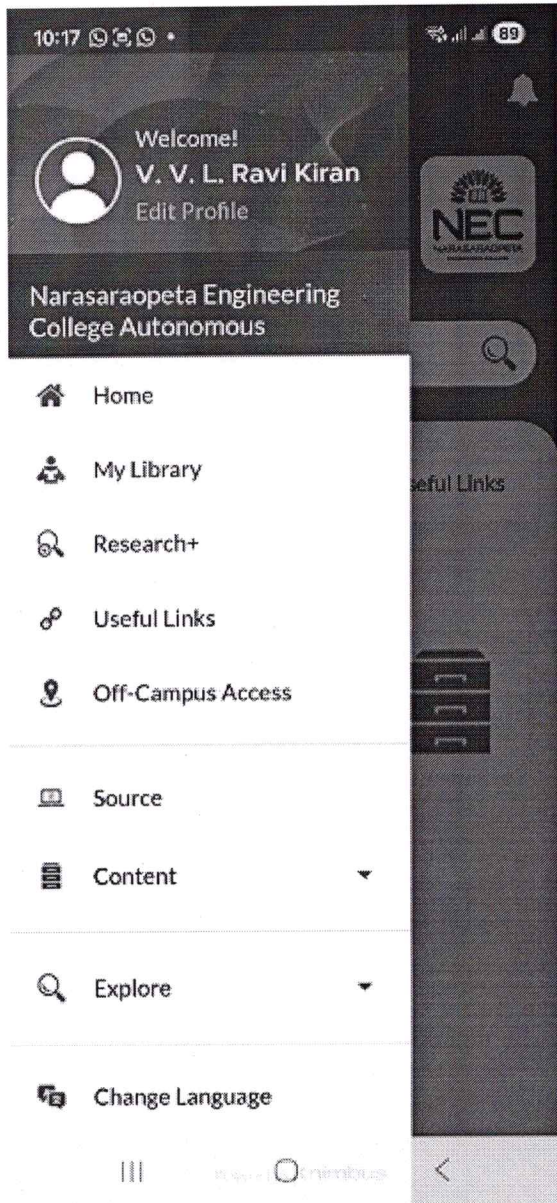 10:17
89
Welcome!
V. V. L. Ravi Kiran
Edit Profile
NEC
NARASARAOPETA
Narasaraopeta Engineering
College Autonomous
Home
My Library
seful Links
Research+
Useful Links
Off-Campus Access
Source
Content
Explore
Change Language